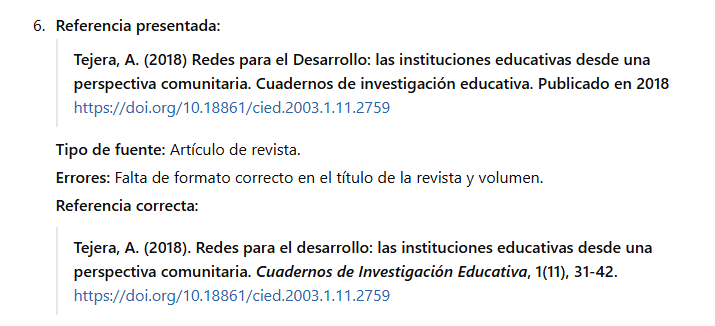 6. Referencia presentada:
Tejera, A. (2018) Redes para el Desarrollo: las instituciones educativas desde una
perspectiva comunitaria. Cuadernos de investigación educativa. Publicado en 2018
https://doi.org/10.18861/cied.2003.1.11.2759
Tipo de fuente: Artículo de revista.
Errores: Falta de formato correcto en el título de la revista y volumen.
Referencia correcta:
Tejera, A. (2018). Redes para el desarrollo: las instituciones educativas desde una
perspectiva comunitaria. Cuadernos de Investigación Educativa, 1(11), 31-42.
https://doi.org/10.18861/cied.2003.1.11.2759